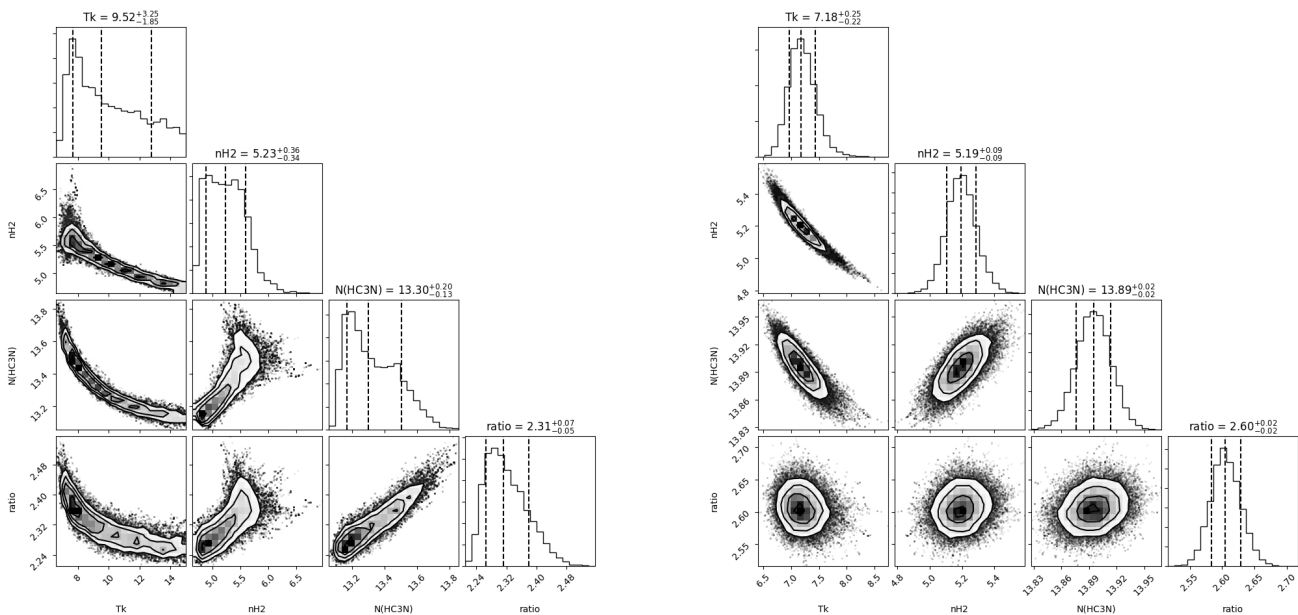 Tk = 9.52 +3.25 −1.85
nH2 = 5.23 +0.36 −0.34
6.5
6.0
5.5
5.0
nH2
N(HC3N) = 13.30 +0.20 −0.13
13.8
13.6
13.4
13.2
N(HC3N)
ratio = 2.31 +0.07 −0.05
2.48
2.40
2.32
2.24
ratio
8 10 12 14
Tk
5.0 5.5 6.0 6.5
nH2
13.2 13.4 13.6 13.8
N(HC3N)
2.24 2.32 2.40 2.48
ratio
Tk = 7.18 +0.25 −0.22
nH2 = 5.19 +0.09 −0.09
5.4
5.2
5.0
4.8
nH2
N(HC3N) = 13.89 +0.02 −0.02
13.95
13.92
13.89
13.86
13.83
N(HC3N)
ratio = 2.60 +0.02 −0.02
2.70
2.65
2.60
2.55
ratio
6.5 7.0 7.5 8.0 8.5
Tk
4.8 5.0 5.2 5.4
nH2
13.83 13.86 13.89 13.92 13.95
N(HC3N)
2.55 2.60 2.65 2.70
ratio